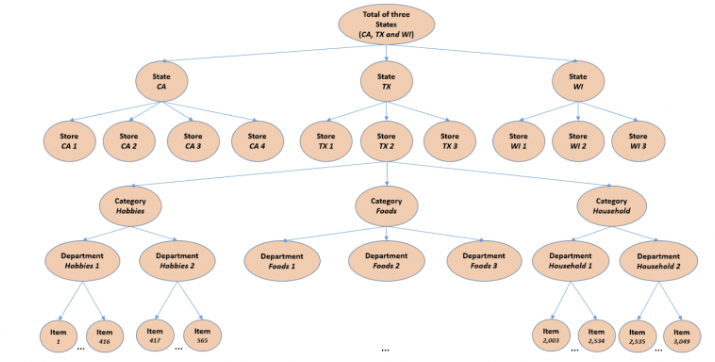 Total of three
States
(CA, TX and WI)
State
CA
State
TX
State
WI
Store
CA 1
Store
CA 2
Store
CA 3
Store
CA 4
Store
TX 1
Store
TX 2
Store
TX 3
Store
WI 1
Store
WI 2
Store
WI 3
Category
Hobbies
Category
Foods
Category
Household
Department
Hobbies 1
Department
Hobbies 2
Department
Foods 1
Department
Foods 2
Department
Foods 3
Department
Household 1
Department
Household 2
Item
1
...
Item
416
Item
417
...
Item
565
...
Item
2,003
...
Item
2,534
Item
2,535
...
Item
3,049